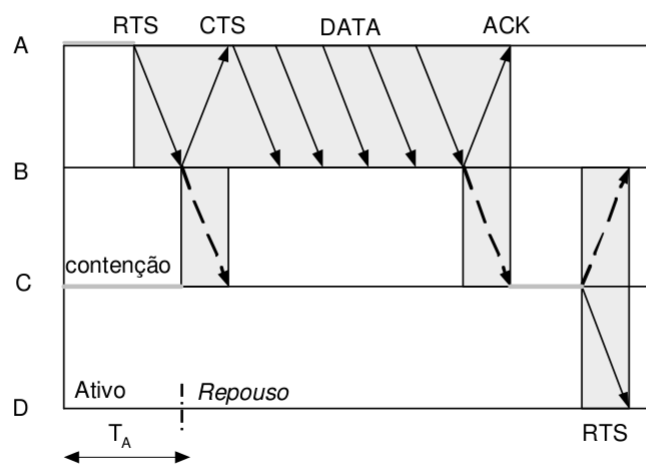 RTS CTS DATA ACK
A
B
contenção
C
Ativo Repouso
D
T_A RTS